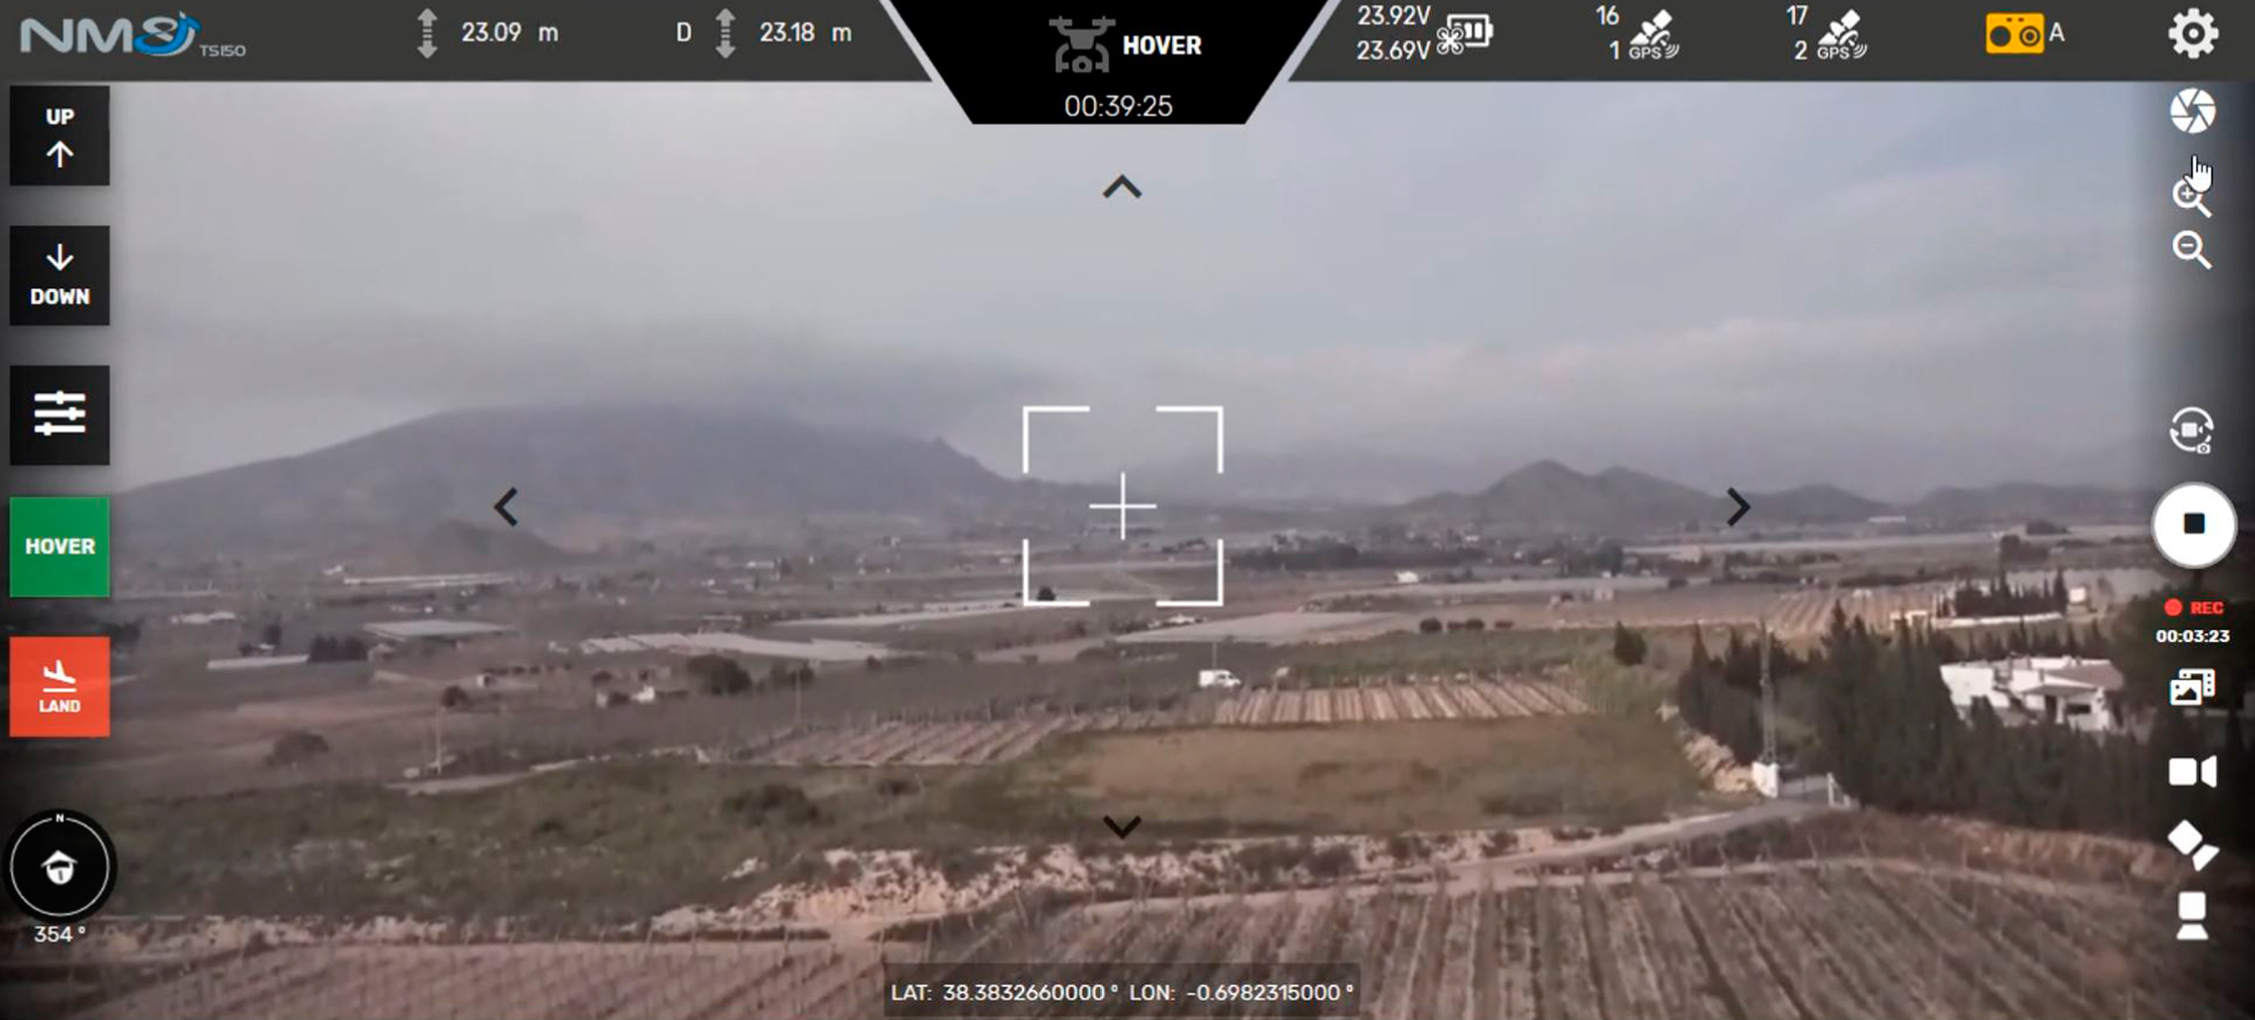 NM8 TS150
23.09 m
D 23.18 m
HOVER
00:39:25
23.92V
23.69V
16
1 GPS
17
2 GPS
A
UP
DOWN
HOVER
LAND
N
354 °
REC
00:03:23
LAT: 38.3832660000 ° LON: -0.6982315000 °